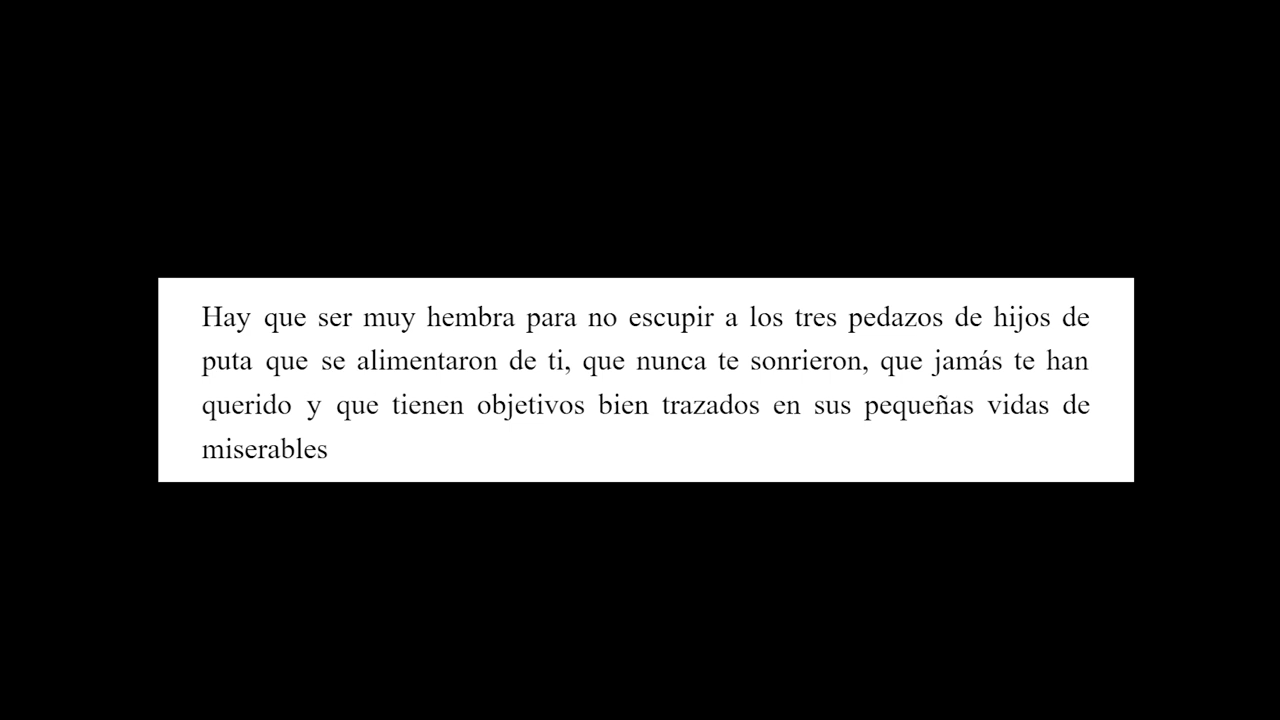 Hay que ser muy hembra para no escupir a los tres pedazos de hijos de
puta que se alimentaron de ti, que nunca te sonrieron, que jamás te han
querido y que tienen objetivos bien trazados en sus pequeñas vidas de
miserables